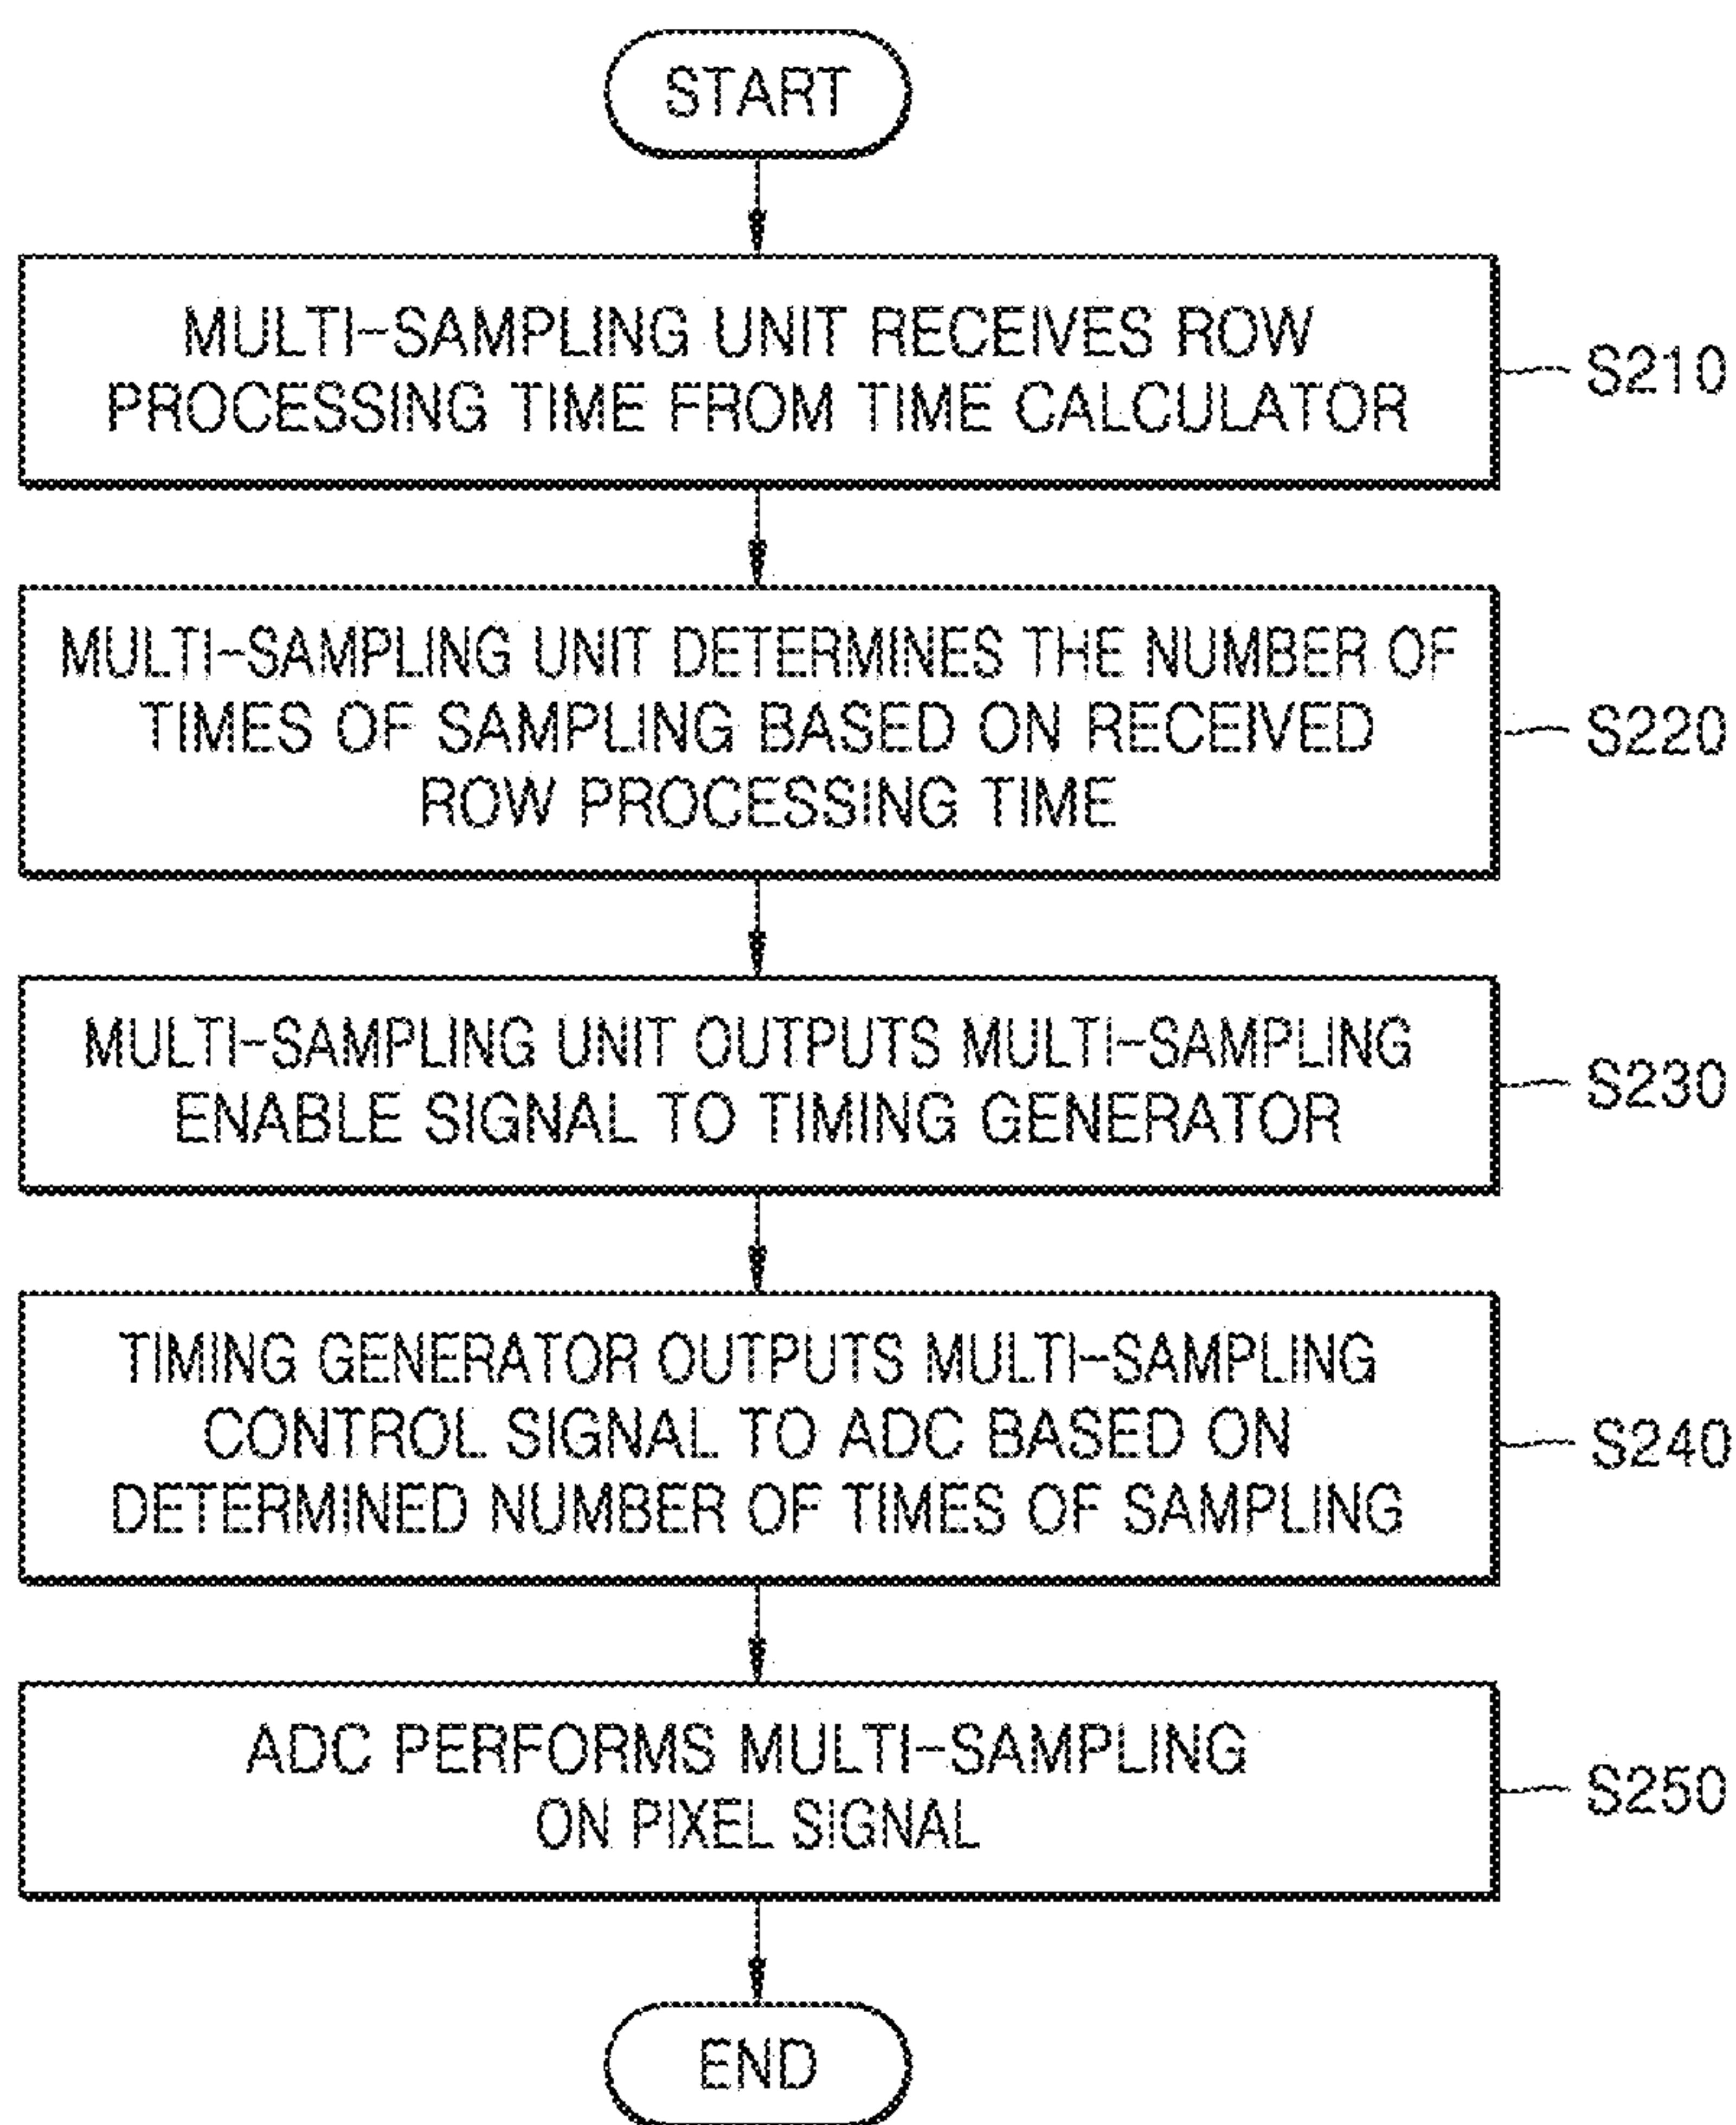 START
MULTI-SAMPLING UNIT RECEIVES ROW
PROCESSING TIME FROM TIME CALCULATOR
S210
MULTI-SAMPLING UNIT DETERMINES THE NUMBER OF
TIMES OF SAMPLING BASED ON RECEIVED
ROW PROCESSING TIME
S220
MULTI-SAMPLING UNIT OUTPUTS MULTI-SAMPLING
ENABLE SIGNAL TO TIMING GENERATOR
S230
TIMING GENERATOR OUTPUTS MULTI-SAMPLING
CONTROL SIGNAL TO ADC BASED ON
DETERMINED NUMBER OF TIMES OF SAMPLING
S240
ADC PERFORMS MULTI-SAMPLING
ON PIXEL SIGNAL
S250
END